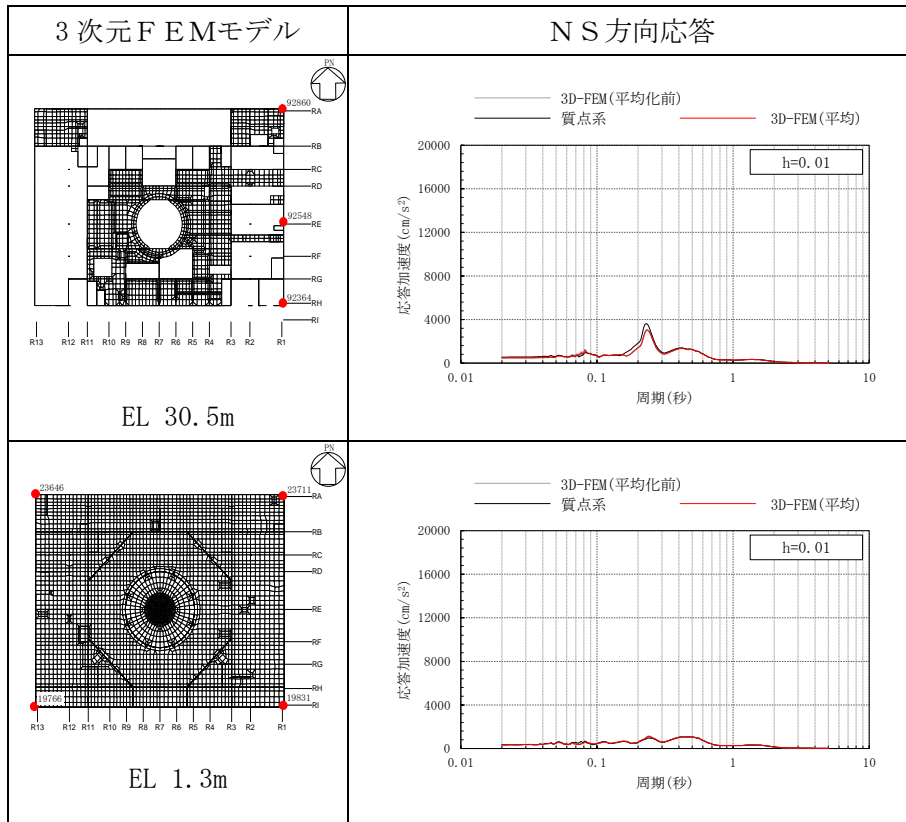 ３次元ＦＥＭモデル
ＮＳ方向応答
PN
92860
RA
RB
RC
RD
92548
RE
RF
RG
92364
RH
RI
R13 R12 R11 R10 R9 R8 R7 R6 R5 R4 R3 R2 R1
EL 30.5m
3D-FEM(平均化前)
質点系 3D-FEM(平均)
h=0.01
応答加速度(cm/s²)
20000
16000
12000
8000
4000
0
0.01 0.1 1 10
周期(秒)
PN
23646 23711
RA
RB
RC
RD
RE
RF
RG
RH
19766 19831
RI
R13 R12 R11 R10 R9 R8 R7 R6 R5 R4 R3 R2 R1
EL 1.3m
3D-FEM(平均化前)
質点系 3D-FEM(平均)
h=0.01
応答加速度(cm/s²)
20000
16000
12000
8000
4000
0
0.01 0.1 1 10
周期(秒)